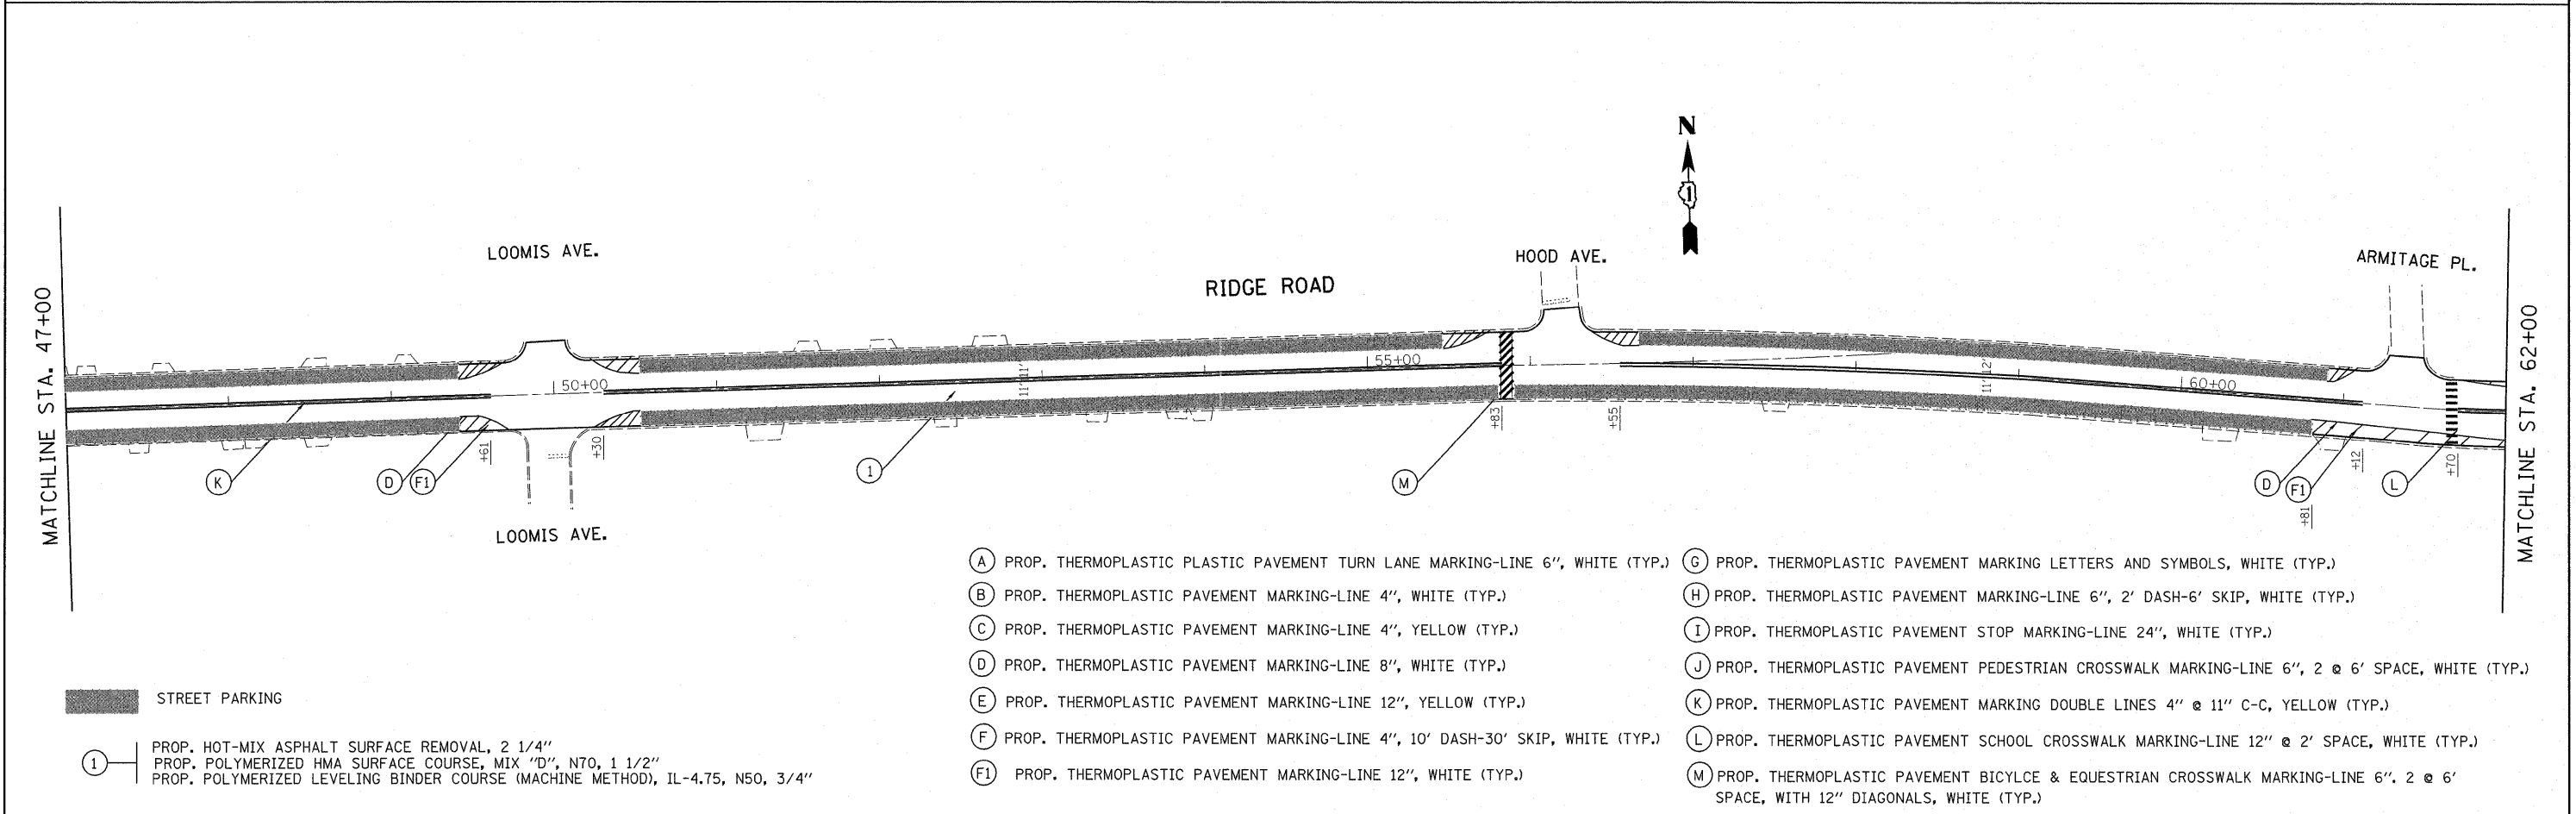 N
1
LOOMIS AVE.
HOOD AVE.
ARMITAGE PL.
RIDGE ROAD
MATCHLINE STA. 47+00
MATCHLINE STA. 62+00
50+00
55+00
60+00
11' 11'
11' 12'
+61
+30
+83
+55
+81
+12
+70
K
D
F1
1
M
D
F1
L
LOOMIS AVE.
STREET PARKING
1
PROP. HOT-MIX ASPHALT SURFACE REMOVAL, 2 1/4"
PROP. POLYMERIZED HMA SURFACE COURSE, MIX "D", N70, 1 1/2"
PROP. POLYMERIZED LEVELING BINDER COURSE (MACHINE METHOD), IL-4.75, N50, 3/4"
A PROP. THERMOPLASTIC PLASTIC PAVEMENT TURN LANE MARKING-LINE 6", WHITE (TYP.)
B PROP. THERMOPLASTIC PAVEMENT MARKING-LINE 4", WHITE (TYP.)
C PROP. THERMOPLASTIC PAVEMENT MARKING-LINE 4", YELLOW (TYP.)
D PROP. THERMOPLASTIC PAVEMENT MARKING-LINE 8", WHITE (TYP.)
E PROP. THERMOPLASTIC PAVEMENT MARKING-LINE 12", YELLOW (TYP.)
F PROP. THERMOPLASTIC PAVEMENT MARKING-LINE 4", 10' DASH-30' SKIP, WHITE (TYP.)
F1 PROP. THERMOPLASTIC PAVEMENT MARKING-LINE 12", WHITE (TYP.)
G PROP. THERMOPLASTIC PAVEMENT MARKING LETTERS AND SYMBOLS, WHITE (TYP.)
H PROP. THERMOPLASTIC PAVEMENT MARKING-LINE 6", 2' DASH-6' SKIP, WHITE (TYP.)
I PROP. THERMOPLASTIC PAVEMENT STOP MARKING-LINE 24", WHITE (TYP.)
J PROP. THERMOPLASTIC PAVEMENT PEDESTRIAN CROSSWALK MARKING-LINE 6", 2 @ 6' SPACE, WHITE (TYP.)
K PROP. THERMOPLASTIC PAVEMENT MARKING DOUBLE LINES 4" @ 11" C-C, YELLOW (TYP.)
L PROP. THERMOPLASTIC PAVEMENT SCHOOL CROSSWALK MARKING-LINE 12" @ 2' SPACE, WHITE (TYP.)
M PROP. THERMOPLASTIC PAVEMENT BICYLCE & EQUESTRIAN CROSSWALK MARKING-LINE 6". 2 @ 6'
SPACE, WITH 12" DIAGONALS, WHITE (TYP.)